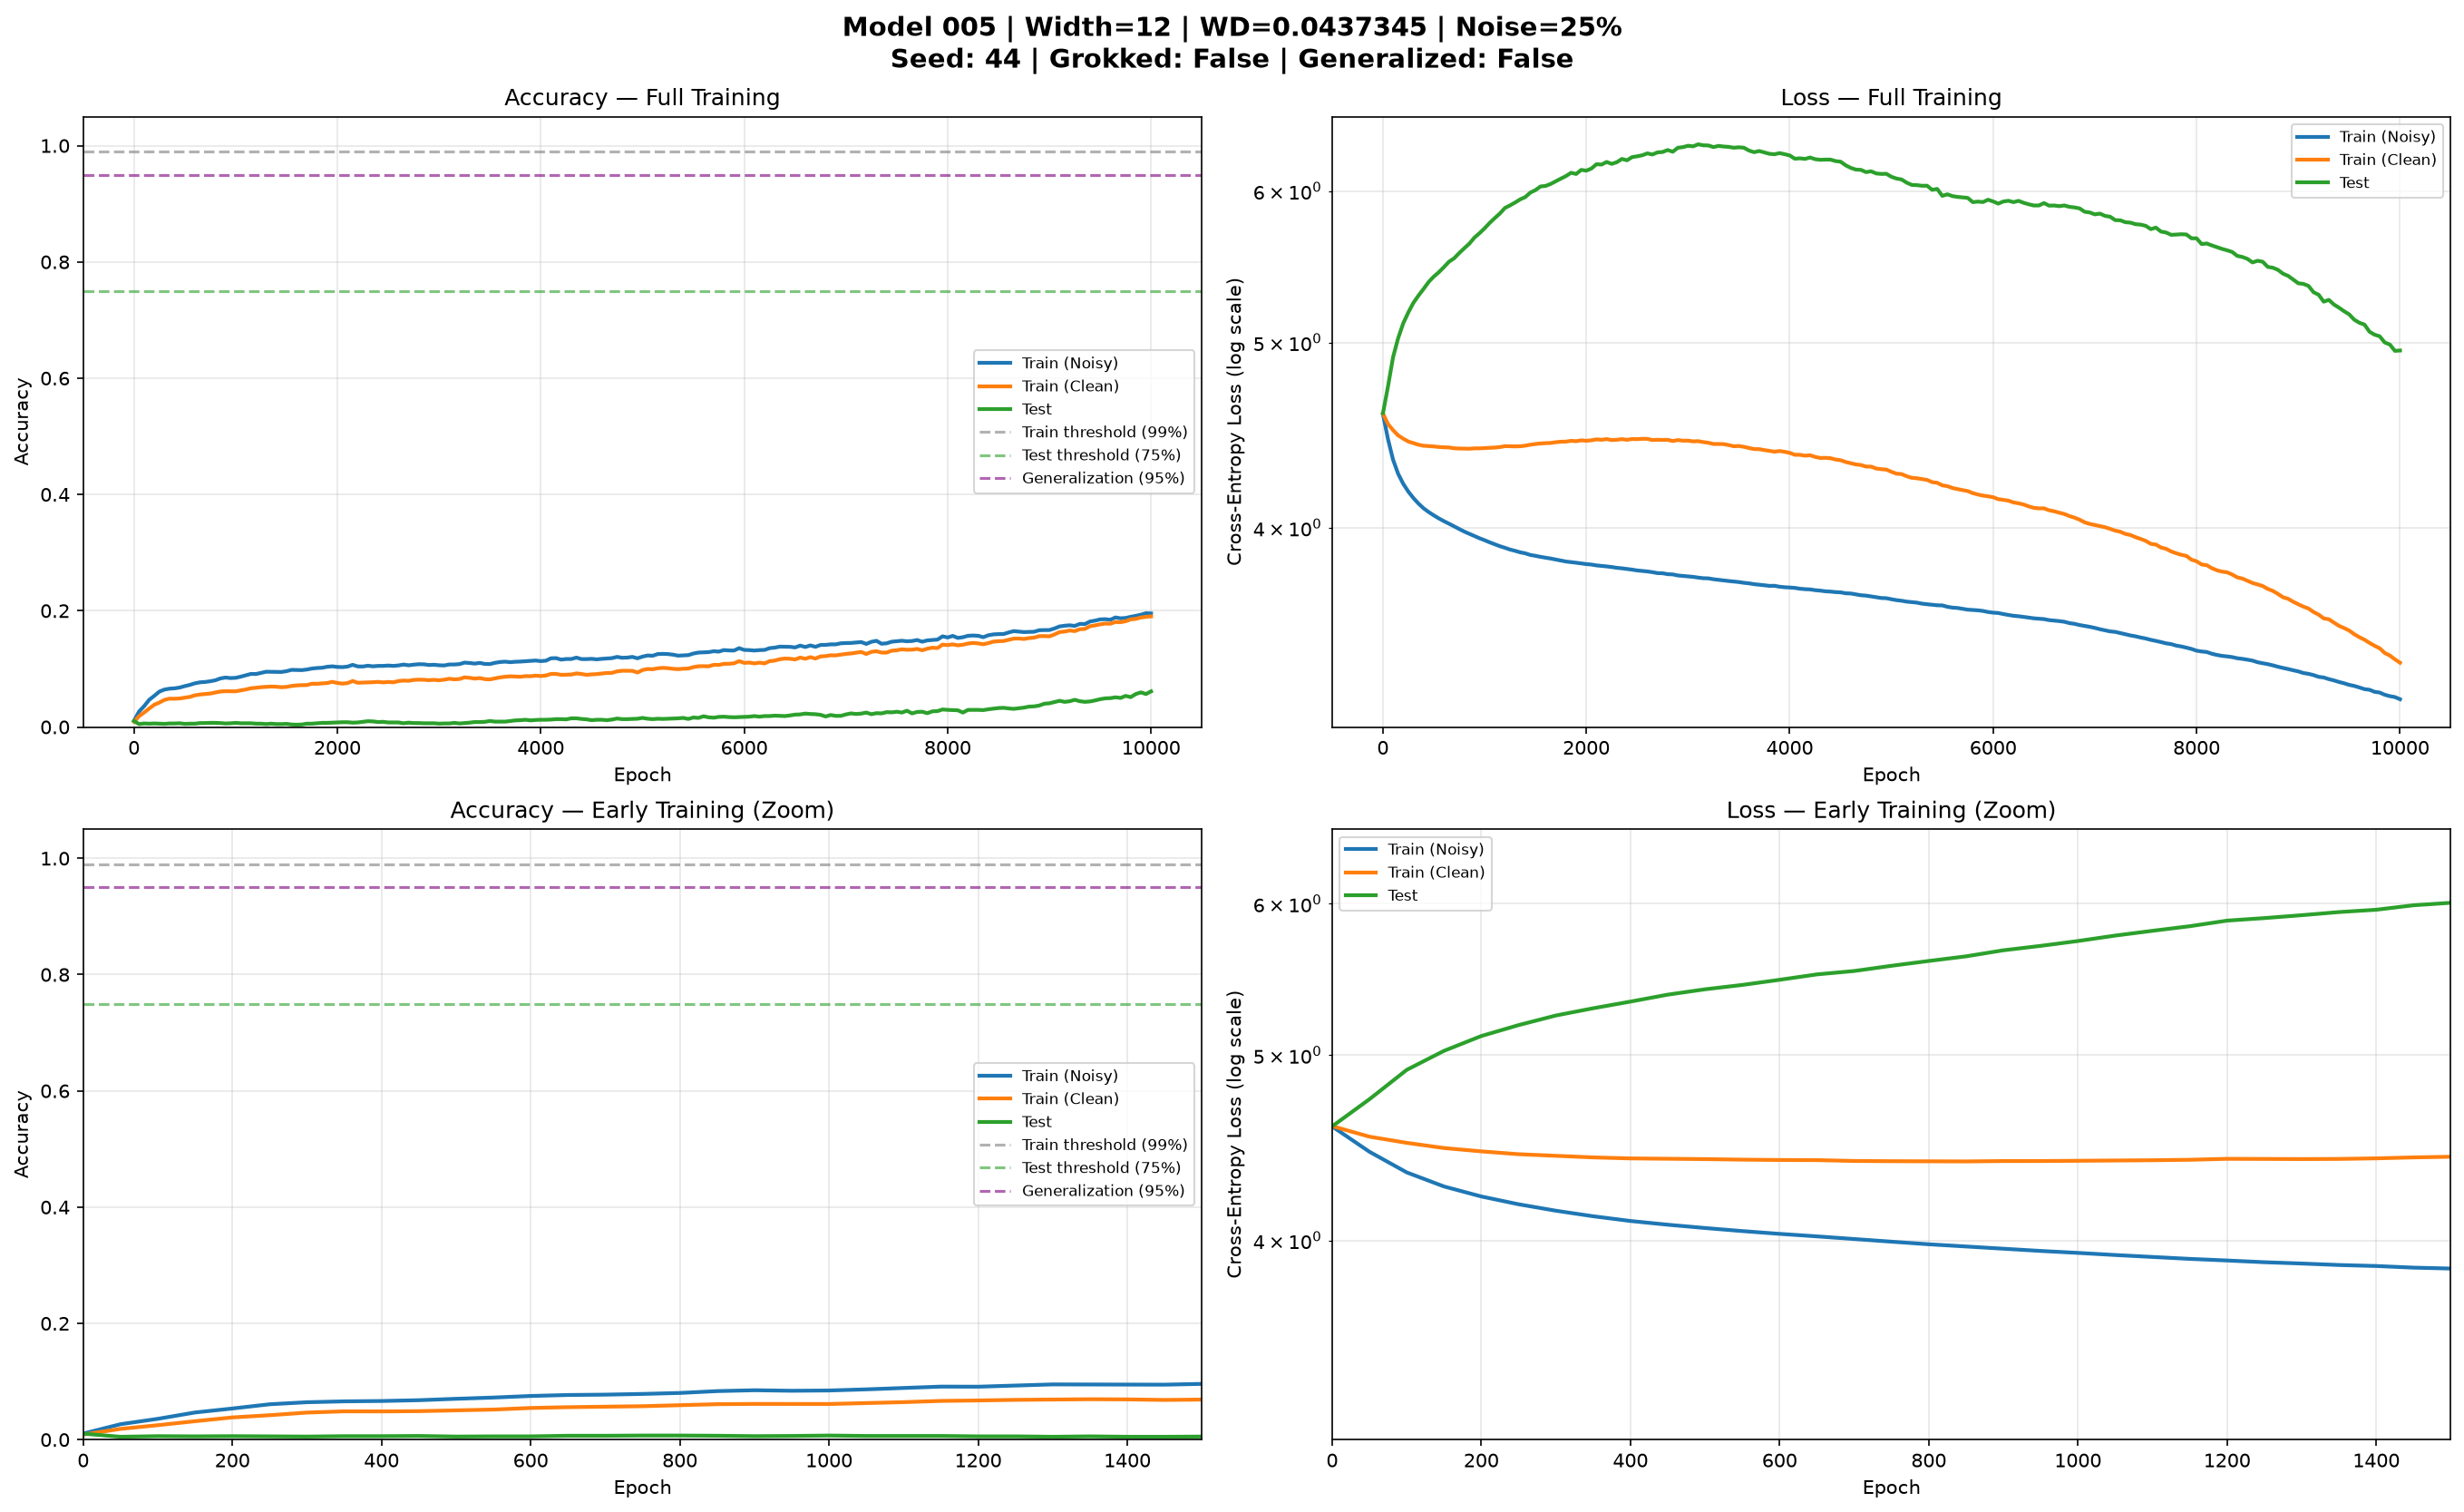 Model 005 | Width=12 | WD=0.0437345 | Noise=25%
Seed: 44 | Grokked: False | Generalized: False
Accuracy — Full Training
Accuracy
1.0
0.8
0.6
0.4
0.2
0.0
Train (Noisy)
Train (Clean)
Test
Train threshold (99%)
Test threshold (75%)
Generalization (95%)
0 2000 4000 6000 8000 10000
Epoch
Loss — Full Training
Cross-Entropy Loss (log scale)
6 × 10⁰
5 × 10⁰
4 × 10⁰
Train (Noisy)
Train (Clean)
Test
0 2000 4000 6000 8000 10000
Epoch
Accuracy — Early Training (Zoom)
Accuracy
1.0
0.8
0.6
0.4
0.2
0.0
Train (Noisy)
Train (Clean)
Test
Train threshold (99%)
Test threshold (75%)
Generalization (95%)
0 200 400 600 800 1000 1200 1400
Epoch
Loss — Early Training (Zoom)
Cross-Entropy Loss (log scale)
6 × 10⁰
5 × 10⁰
4 × 10⁰
Train (Noisy)
Train (Clean)
Test
0 200 400 600 800 1000 1200 1400
Epoch